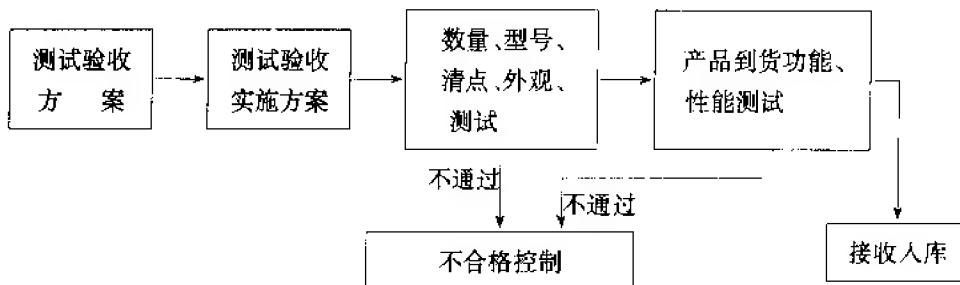 测试验收
方 案
测试验收
实施方案
数量、型号、
清点、外观、
测试
产品到货功能、
性能测试
不通过
不通过
不合格控制
接收入库